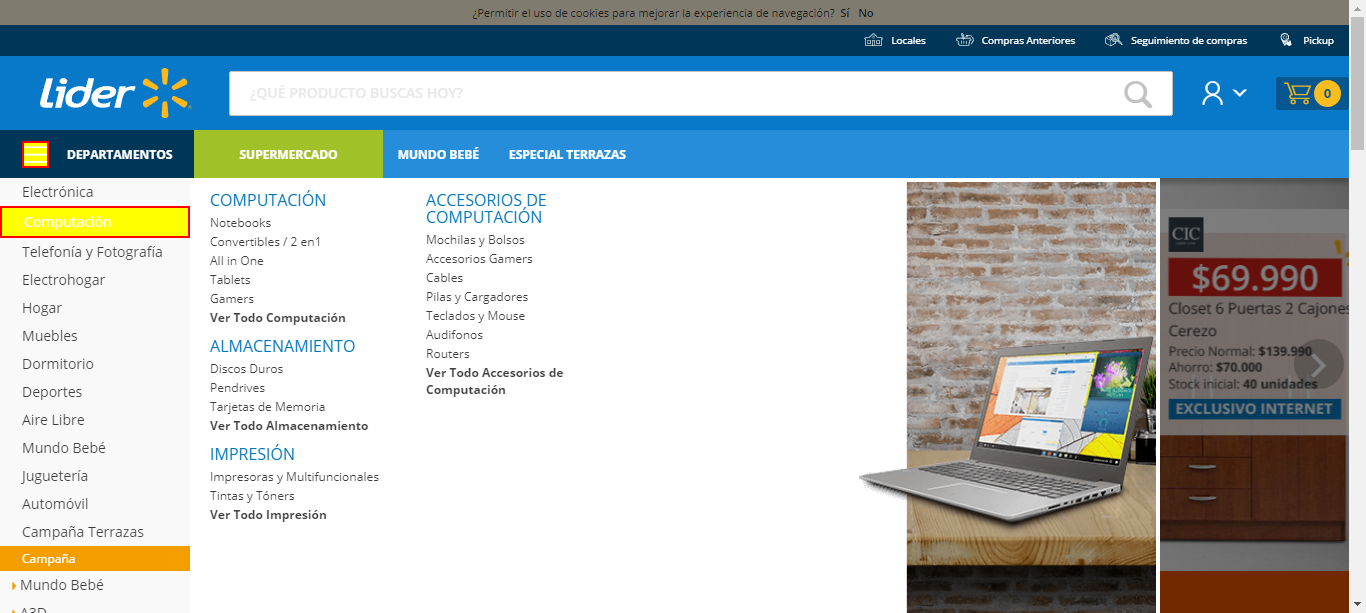 ¿Permitir el uso de cookies para mejorar la experiencia de navegación? Sí No
Locales Compras Anteriores Seguimiento de compras Pickup
Lider ¿QUÉ PRODUCTO BUSCAS HOY? 0
DEPARTAMENTOS SUPERMERCADO MUNDO BEBÉ ESPECIAL TERRAZAS
Electrónica
Computación
Telefonía y Fotografía
Electrohogar
Hogar
Muebles
Dormitorio
Deportes
Aire Libre
Mundo Bebé
Juguetería
Automóvil
Campaña Terrazas
Campaña
Mundo Bebé
A3D
COMPUTACIÓN
Notebooks
Convertibles / 2 en1
All in One
Tablets
Gamers
Ver Todo Computación
ALMACENAMIENTO
Discos Duros
Pendrives
Tarjetas de Memoria
Ver Todo Almacenamiento
IMPRESIÓN
Impresoras y Multifuncionales
Tintas y Tóners
Ver Todo Impresión
ACCESORIOS DE
COMPUTACIÓN
Mochilas y Bolsos
Accesorios Gamers
Cables
Pilas y Cargadores
Teclados y Mouse
Audifonos
Routers
Ver Todo Accesorios de
Computación
CIC
$69.990
Closet 6 Puertas 2 Cajones
Cerezo
Precio Normal: $139.990
Ahorro: $70.000
Stock inicial: 40 unidades
EXCLUSIVO INTERNET